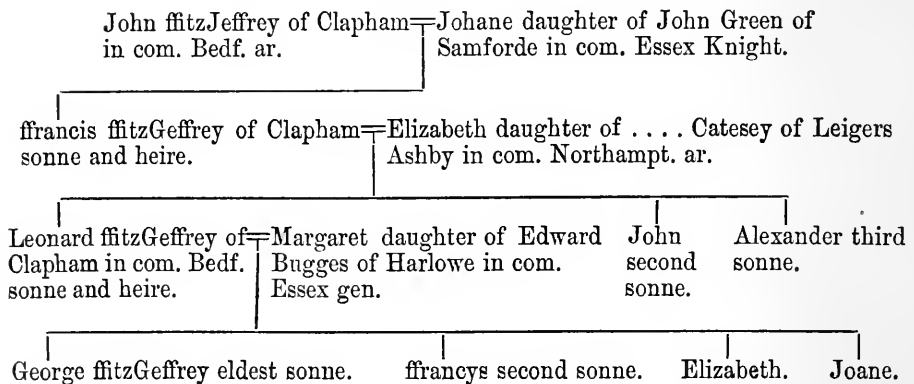 John ffitzJeffrey of Clapham=Johane daughter of John Green of
in com. Bedf. ar. Samforde in com. Essex Knight.
ffrancis ffitzGeffrey of Clapham=Elizabeth daughter of .... Catesey of Leigers
sonne and heire. Ashby in com. Northampt. ar.
Leonard ffitzGeffrey of=Margaret daughter of Edward John Alexander third
Clapham in com. Bedf. Bugges of Harlowe in com. second sonne.
sonne and heire. Essex gen. sonne.
George ffitzGeffrey eldest sonne. ffrancys second sonne. Elizabeth. Joane.